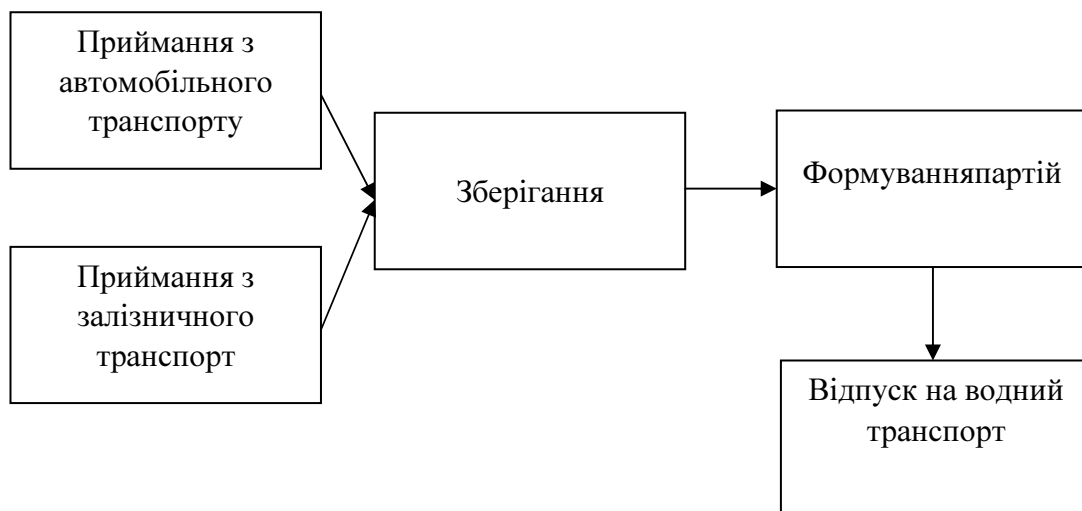 Приймання з
автомобільного
транспорту
Приймання з
залізничного
транспорт
Зберігання
Формуванняпартій
Відпуск на водний
транспорт